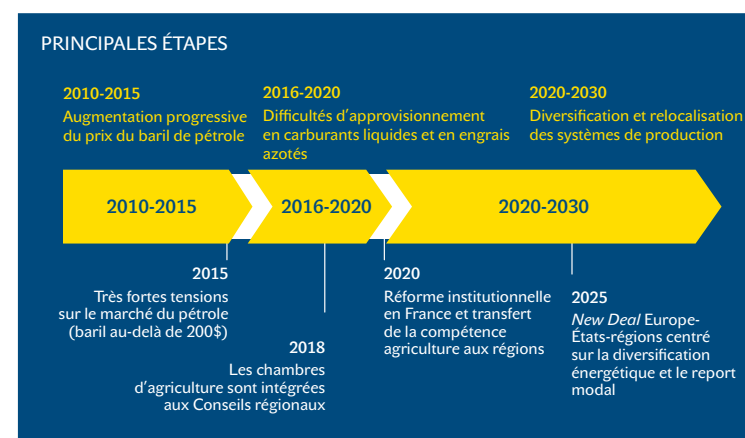 PRINCIPALES ÉTAPES
2010-2015
Augmentation progressive
du prix du baril de pétrole
2016-2020
Difficultés d'approvisionnement
en carburants liquides et en engrais
azotés
2020-2030
Diversification et relocalisation
des systèmes de production
2010-2015
2016-2020
2020-2030
2015
Très fortes tensions
sur le marché du pétrole
(baril au-delà de 200$)
2018
Les chambres
d'agriculture sont intégrées
aux Conseils régionaux
2020
Réforme institutionnelle
en France et transfert
de la compétence
agriculture aux régions
2025
New Deal Europe-
États-régions centré
sur la diversification
énergétique et le report
modal